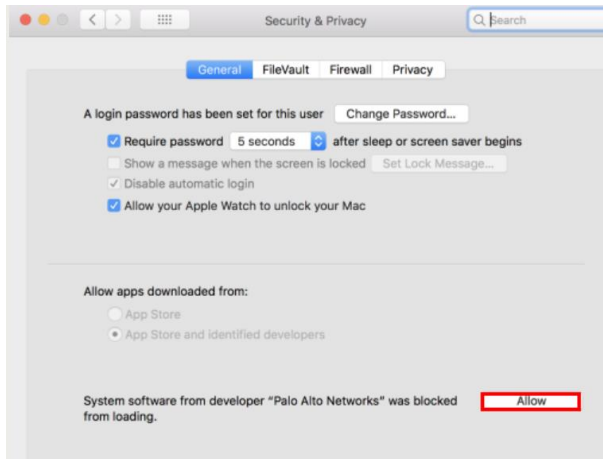 Security & Privacy
Search
General FileVault Firewall Privacy
A login password has been set for this user Change Password...
Require password 5 seconds after sleep or screen saver begins
Show a message when the screen is locked Set Lock Message...
Disable automatic login
Allow your Apple Watch to unlock your Mac
Allow apps downloaded from:
App Store
App Store and identified developers
System software from developer “Palo Alto Networks” was blocked Allow
from loading.